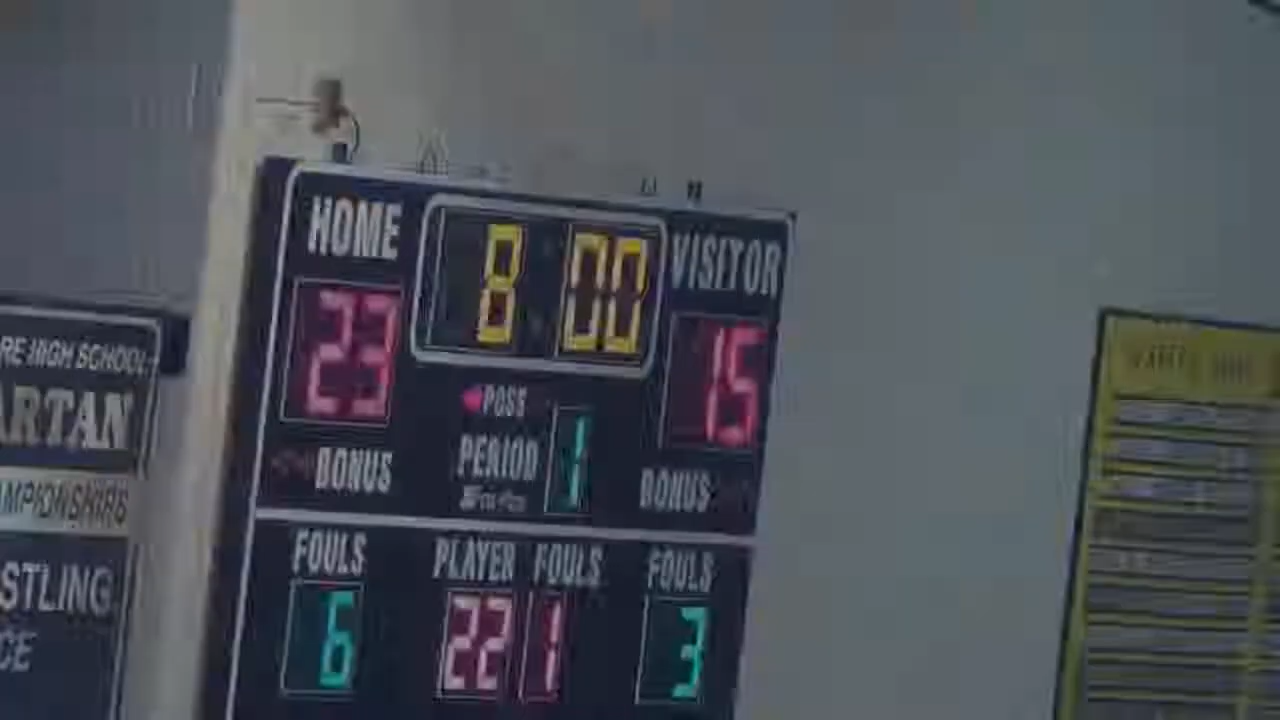 HOME
8:00
VISITOR
23
15
POSS
PERIOD 1
BONUS
BONUS
FOULS
PLAYER FOULS
FOULS
6
22 1
3
RE HIGH SCHOOL
ARTAN
AMPIONSHIPS
STLING
CE